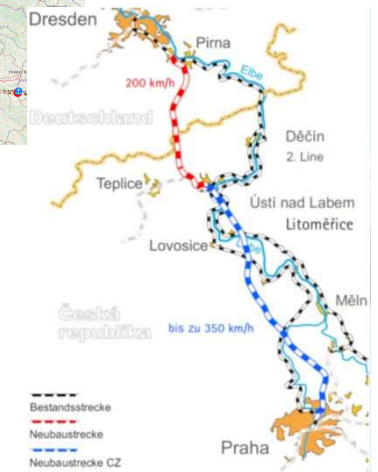 Dresden
Pirna
200 km/h
Elbe
Deutschland
Děčín
2. Line
Teplice
Ústí nad Labem
Litoměřice
Lovosice
Česká
republika
Měln
bis zu 350 km/h
Bestandsstrecke
Neubaustrecke
Praha
Neubaustrecke CZ